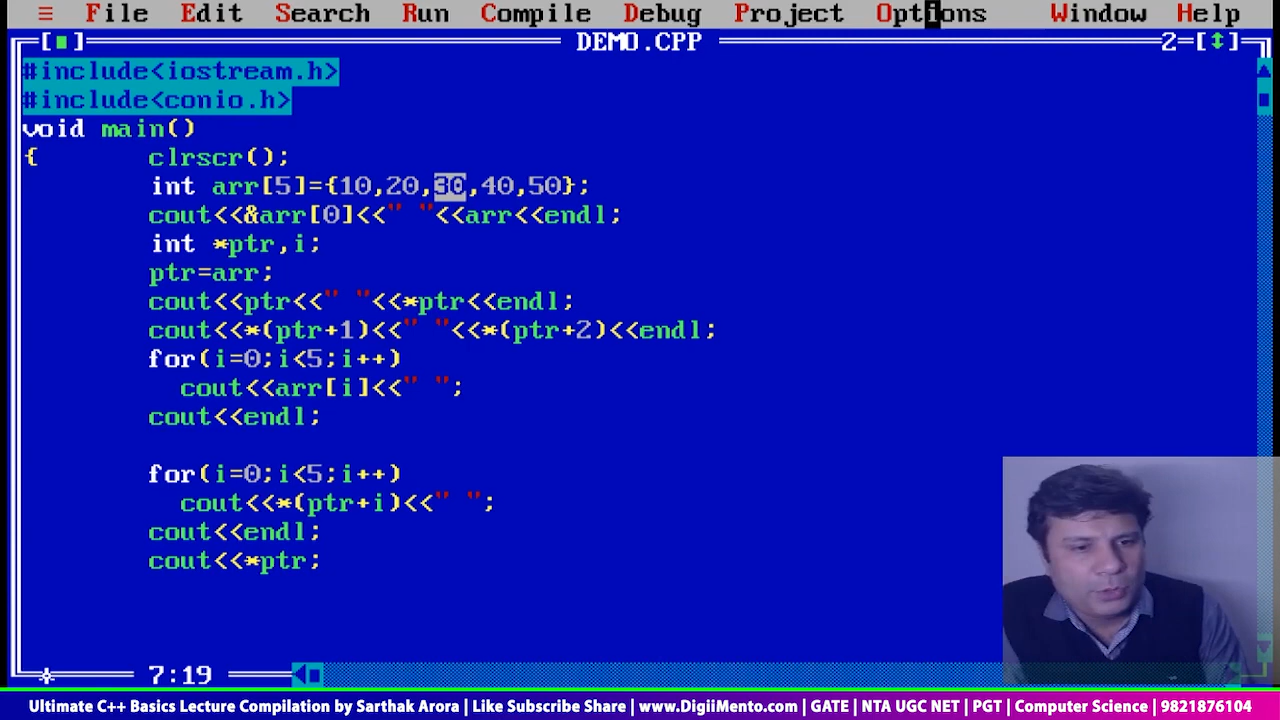 ≡ File Edit Search Run Compile Debug Project Options Window Help
[■] DEMO.CPP 2=[↕]
#include<iostream.h>
#include<conio.h>
void main()
{ clrscr();
int arr[5]={10,20,30,40,50};
cout<<&arr[0]<<" "<<arr<<endl;
int *ptr,i;
ptr=arr;
cout<<ptr<<" "<<*ptr<<endl;
cout<<*(ptr+1)<<" "<<*(ptr+2)<<endl;
for(i=0;i<5;i++)
cout<<arr[i]<<" ";
cout<<endl;
for(i=0;i<5;i++)
cout<<*(ptr+i)<<" ";
cout<<endl;
cout<<*ptr;
7:19
Ultimate C++ Basics Lecture Compilation by Sarthak Arora | Like Subscribe Share | www.DigiiMento.com | GATE | NTA UGC NET | PGT | Computer Science | 9821876104